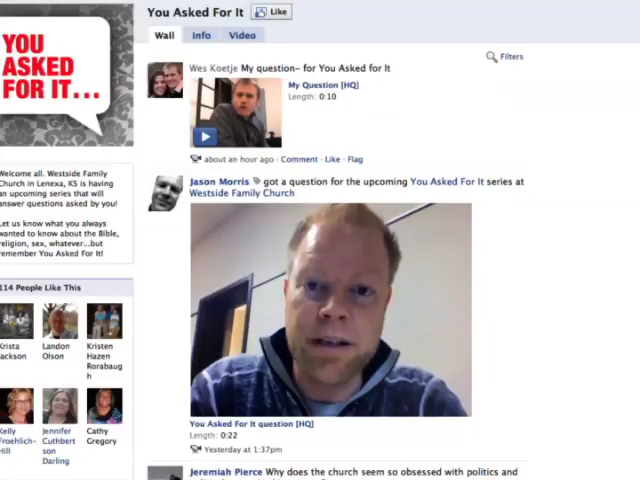 You Asked For It
Like
Wall
Info
Video
YOU
ASKED
FOR IT...
Filters
Wes Koetje My question- for You Asked for It
My Question [HQ]
Length: 0:10
about an hour ago · Comment · Like · Flag
Welcome all. Westside Family
Church in Lenexa, KS is having
an upcoming series that will
answer questions asked by you!
Let us know what you always
wanted to know about the Bible,
religion, sex, whatever...but
remember You Asked For It!
Jason Morris got a question for the upcoming You Asked For It series at
Westside Family Church
114 People Like This
Krista
Jackson
Landon
Olson
Kristen
Hazen
Rorabaug
h
Kelly
Froehlich-
Hill
Jennifer
Cuthbert
son
Darling
Cathy
Gregory
You Asked For It question [HQ]
Length: 0:22
Yesterday at 1:37pm
Jeremiah Pierce Why does the church seem so obsessed with politics and